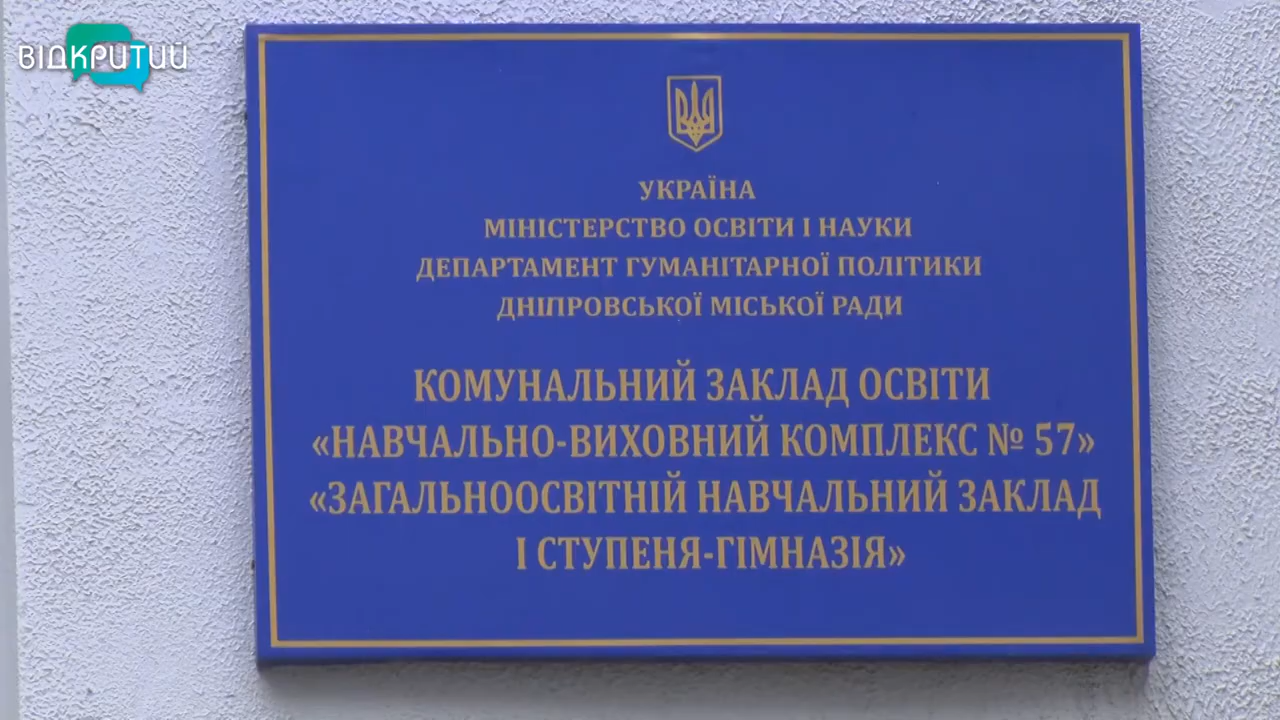 ВІДКРИТИЙ
УКРАЇНА
МІНІСТЕРСТВО ОСВІТИ І НАУКИ
ДЕПАРТАМЕНТ ГУМАНІТАРНОЇ ПОЛІТИКИ
ДНІПРОВСЬКОЇ МІСЬКОЇ РАДИ
КОМУНАЛЬНИЙ ЗАКЛАД ОСВІТИ
«НАВЧАЛЬНО-ВИХОВНИЙ КОМПЛЕКС № 57»
«ЗАГАЛЬНООСВІТНІЙ НАВЧАЛЬНИЙ ЗАКЛАД
І СТУПЕНЯ-ГІМНАЗІЯ»